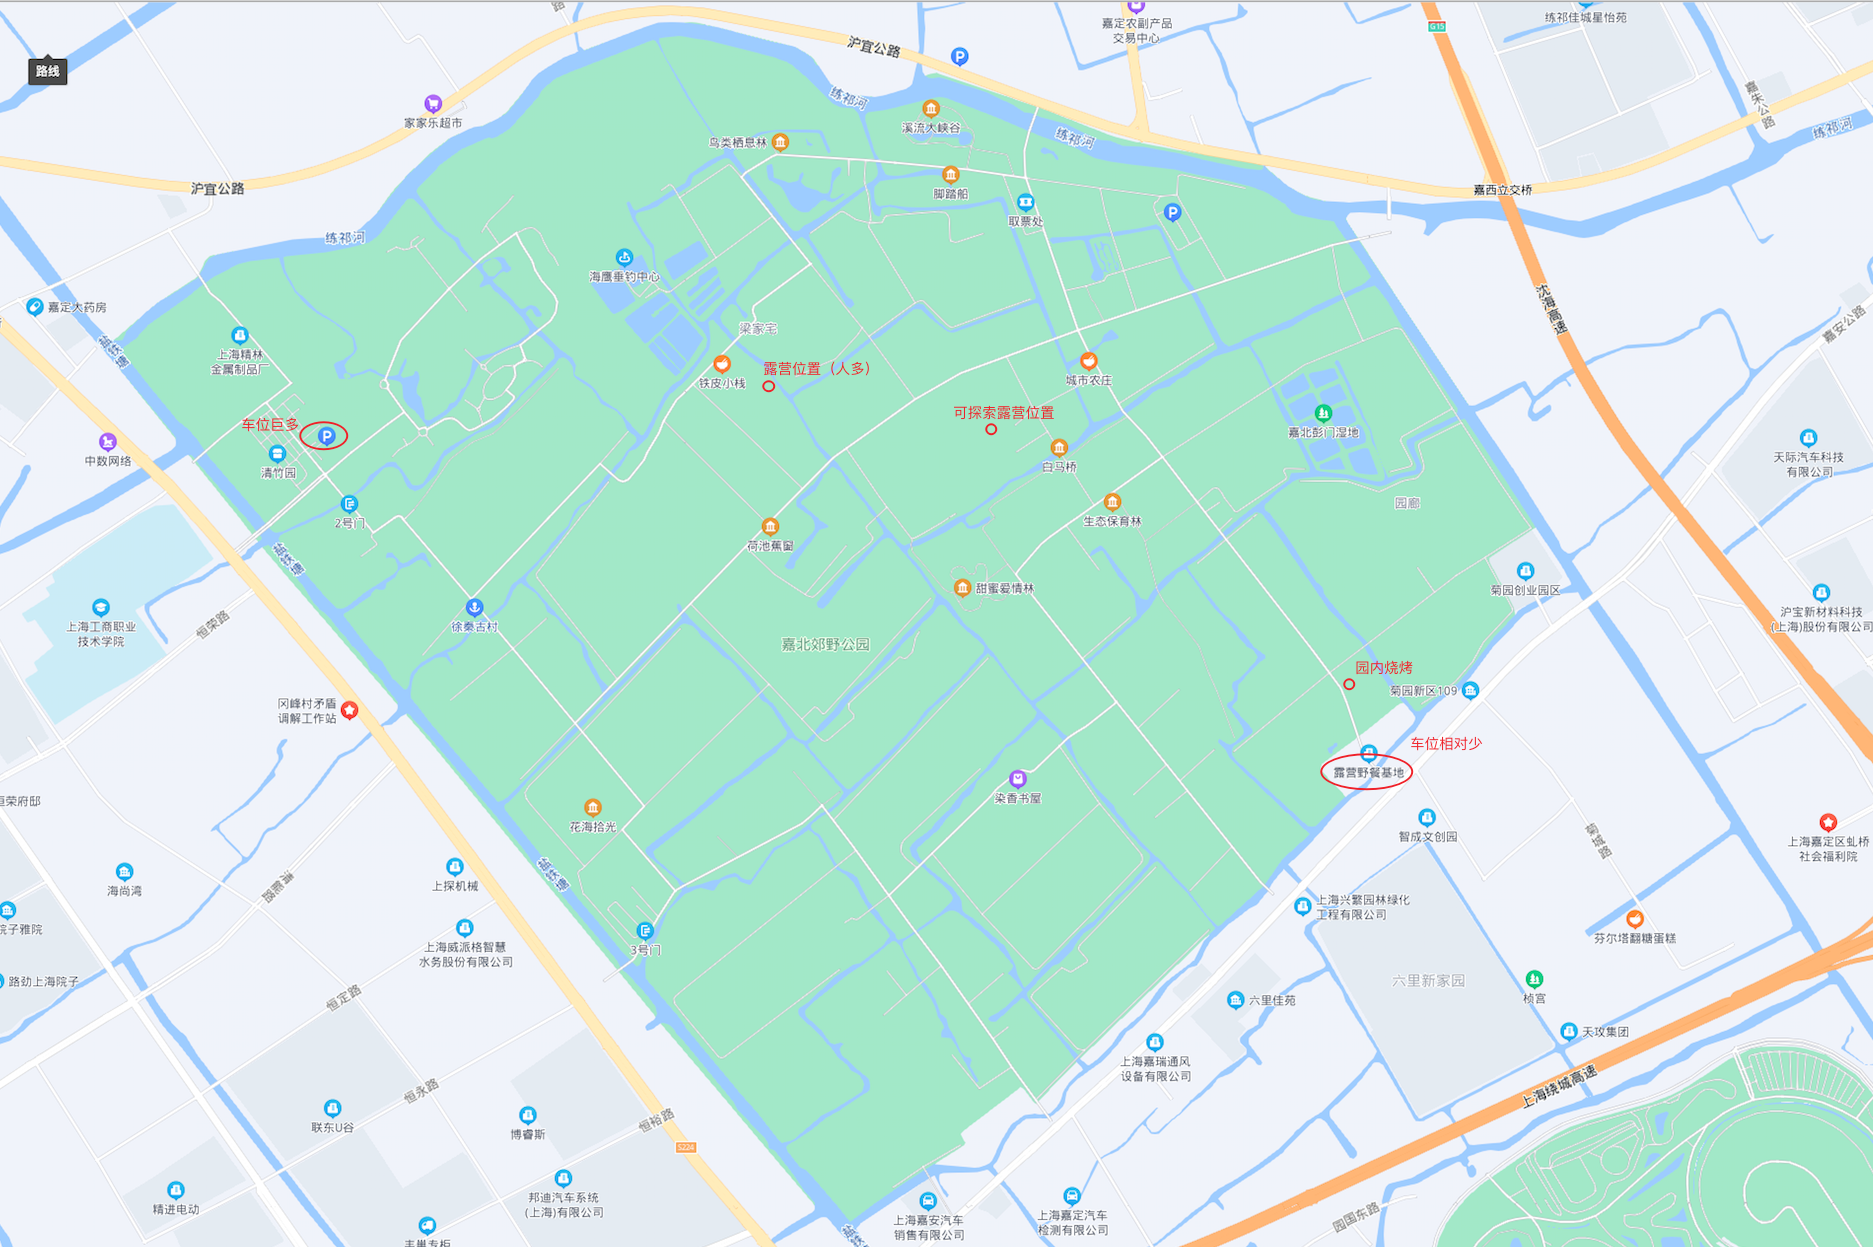 嘉定农副产品
交易中心
练祁佳城星怡苑
G15
沪宜公路
P
路线
练祁河
嘉朱公路
家家乐超市
溪流大峡谷
练祁河
练祁河
鸟类栖息林
沪宜公路
脚踏船
嘉西立交桥
取票处
P
练祁河
海鹰垂钓中心
沈海高速
嘉定大药房
梁家宅
嘉安公路
盐铁塘
上海精林
金属制品厂
铁皮小栈
露营位置（人多）
城市农庄
车位巨多
P
可探索露营位置
嘉北彭门湿地
中数网络
清竹园
白马桥
天际汽车科技
有限公司
园廊
2号门
生态保育林
荷池蕉窗
盐铁塘
甜蜜爱情林
菊园创业园区
上海工商职业
技术学院
恒荣路
徐秦古村
沪宝新材料科技
(上海)股份有限公司
嘉北郊野公园
园内烧烤
菊园新区109
冈峰村矛盾
调解工作站
车位相对少
露营野餐基地
恒荣府邸
染香书屋
花海拾光
智成文创园
菊城路
上海嘉定区虬桥
社会福利院
海尚湾
上探机械
盐铁塘
上海兴繁园林绿化
工程有限公司
院子雅院
芬尔塔翻糖蛋糕
3号门
上海威派格智慧
水务股份有限公司
路劲上海院子
六里新家园
恒定路
六里佳苑
桢宫
天攻集团
上海嘉瑞通风
设备有限公司
上海绕城高速
恒永路
联东U谷
博睿斯
恒裕路
S224
精进电动
邦迪汽车系统
(上海)有限公司
上海嘉安汽车
销售有限公司
上海嘉定汽车
检测有限公司
园国东路